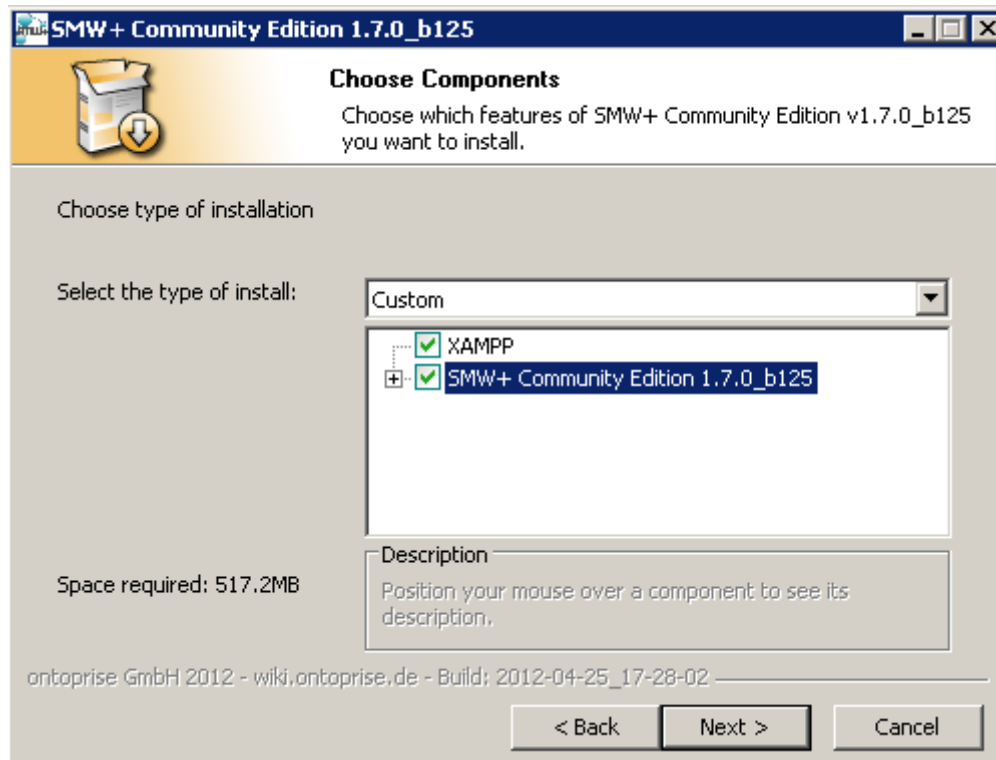 SMW+ Community Edition 1.7.0_b125
Choose Components
Choose which features of SMW+ Community Edition v1.7.0_b125
you want to install.
Choose type of installation
Select the type of install:
Custom
XAMPP
SMW+ Community Edition 1.7.0_b125
Description
Position your mouse over a component to see its
description.
Space required: 517.2MB
ontoprise GmbH 2012 - wiki.ontoprise.de - Build: 2012-04-25_17-28-02
< Back
Next >
Cancel